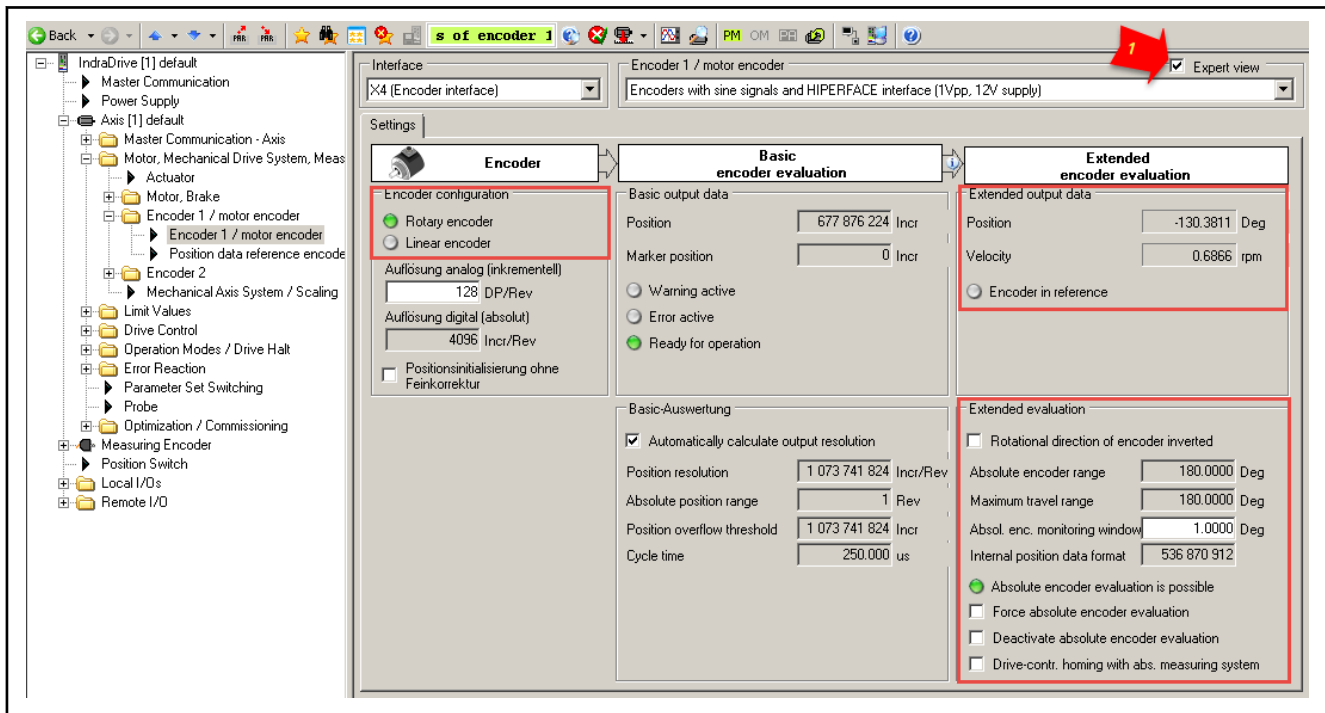 Back
PAR
PAR
s of encoder 1
PM
OM
IndraDrive [1] default
Master Communication
Power Supply
Axis [1] default
Master Communication - Axis
Motor, Mechanical Drive System, Meas
Actuator
Motor, Brake
Encoder 1 / motor encoder
Encoder 1 / motor encoder
Position data reference encode
Encoder 2
Mechanical Axis System / Scaling
Limit Values
Drive Control
Operation Modes / Drive Halt
Error Reaction
Parameter Set Switching
Probe
Optimization / Commissioning
Measuring Encoder
Position Switch
Local I/Os
Remote I/O
Interface
X4 (Encoder interface)
Encoder 1 / motor encoder
Encoders with sine signals and HIPERFACE interface (1Vpp, 12V supply)
1
Expert view
Settings
Encoder
Basic
encoder evaluation
Extended
encoder evaluation
Encoder configuration
Rotary encoder
Linear encoder
Auflösung analog (inkrementell)
128 DP/Rev
Auflösung digital (absolut)
4096 Incr/Rev
Positionsinitialisierung ohne
Feinkorrektur
Basic output data
Position 677 876 224 Incr
Marker position 0 Incr
Warning active
Error active
Ready for operation
Basic-Auswertung
Automatically calculate output resolution
Position resolution 1 073 741 824 Incr/Rev
Absolute position range 1 Rev
Position overflow threshold 1 073 741 824 Incr
Cycle time 250.000 us
Extended output data
Position -130.3811 Deg
Velocity 0.6866 rpm
Encoder in reference
Extended evaluation
Rotational direction of encoder inverted
Absolute encoder range 180.0000 Deg
Maximum travel range 180.0000 Deg
Absol. enc. monitoring window 1.0000 Deg
Internal position data format 536 870 912
Absolute encoder evaluation is possible
Force absolute encoder evaluation
Deactivate absolute encoder evaluation
Drive-contr. homing with abs. measuring system